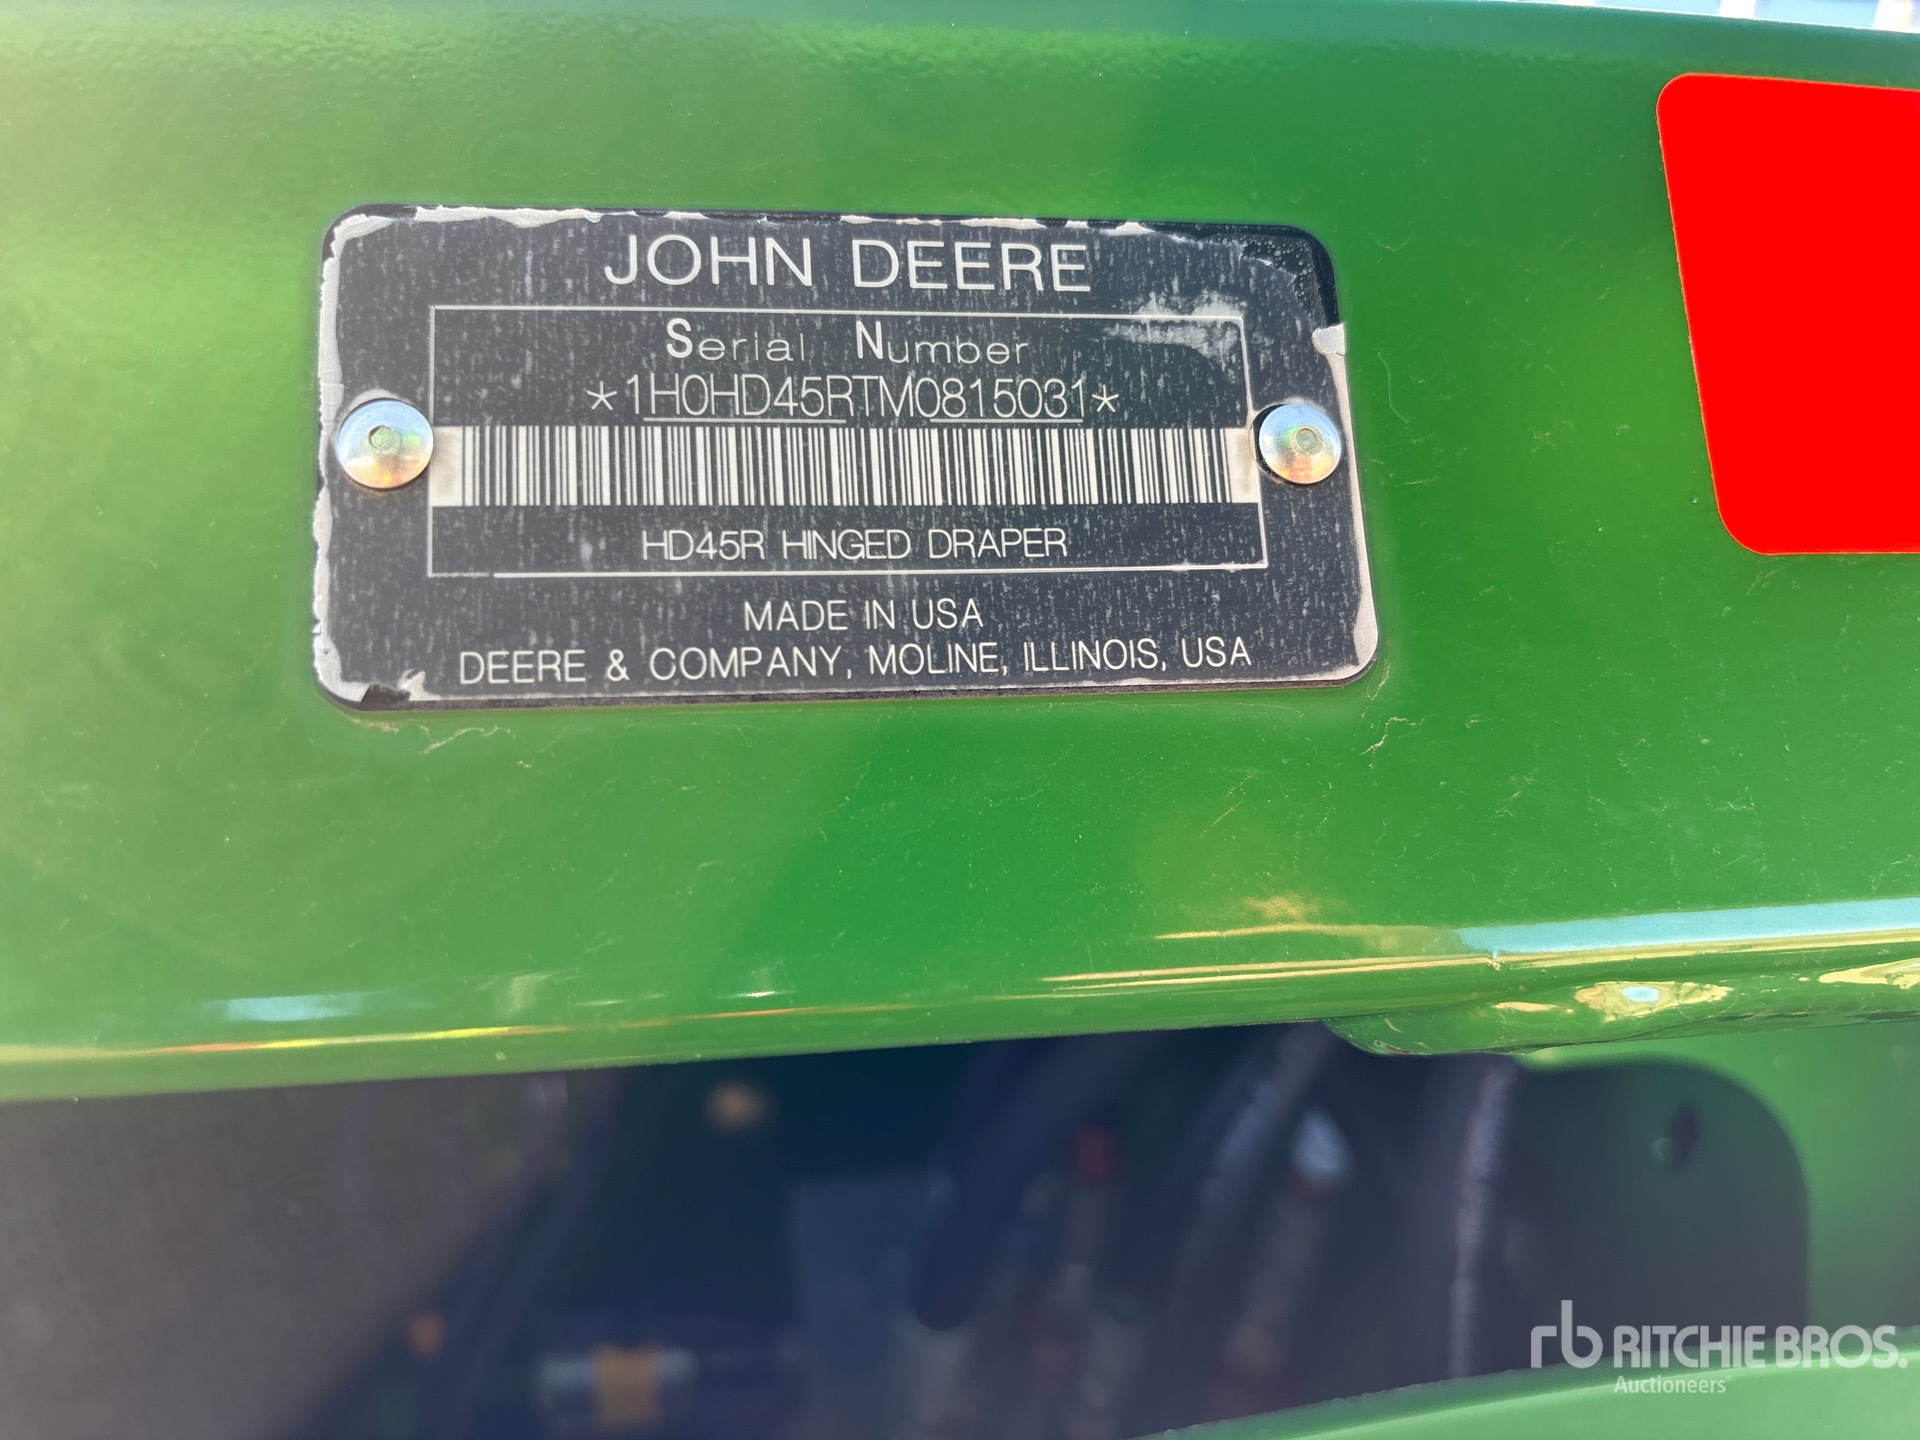 JOHN DEERE
Serial Number
*1H0HD45RTM0815031*
HD45R HINGED DRAPER
MADE IN USA
DEERE & COMPANY, MOLINE, ILLINOIS, USA
rb RITCHIE BROS.
Auctioneers